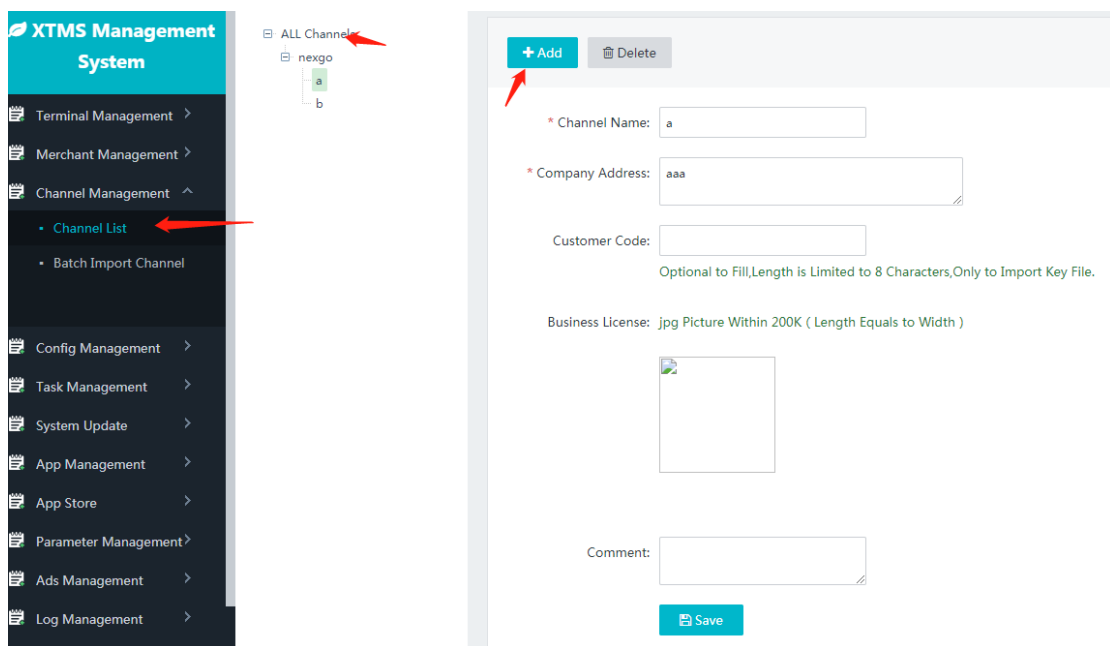 XTMS Management
System
Terminal Management
Merchant Management
Channel Management
Channel List
Batch Import Channel
Config Management
Task Management
System Update
App Management
App Store
Parameter Management
Ads Management
Log Management
ALL Channels
nexgo
a
b
+ Add
Delete
* Channel Name: a
* Company Address: aaa
Customer Code:
Optional to Fill,Length is Limited to 8 Characters,Only to Import Key File.
Business License: jpg Picture Within 200K ( Length Equals to Width )
Comment:
Save